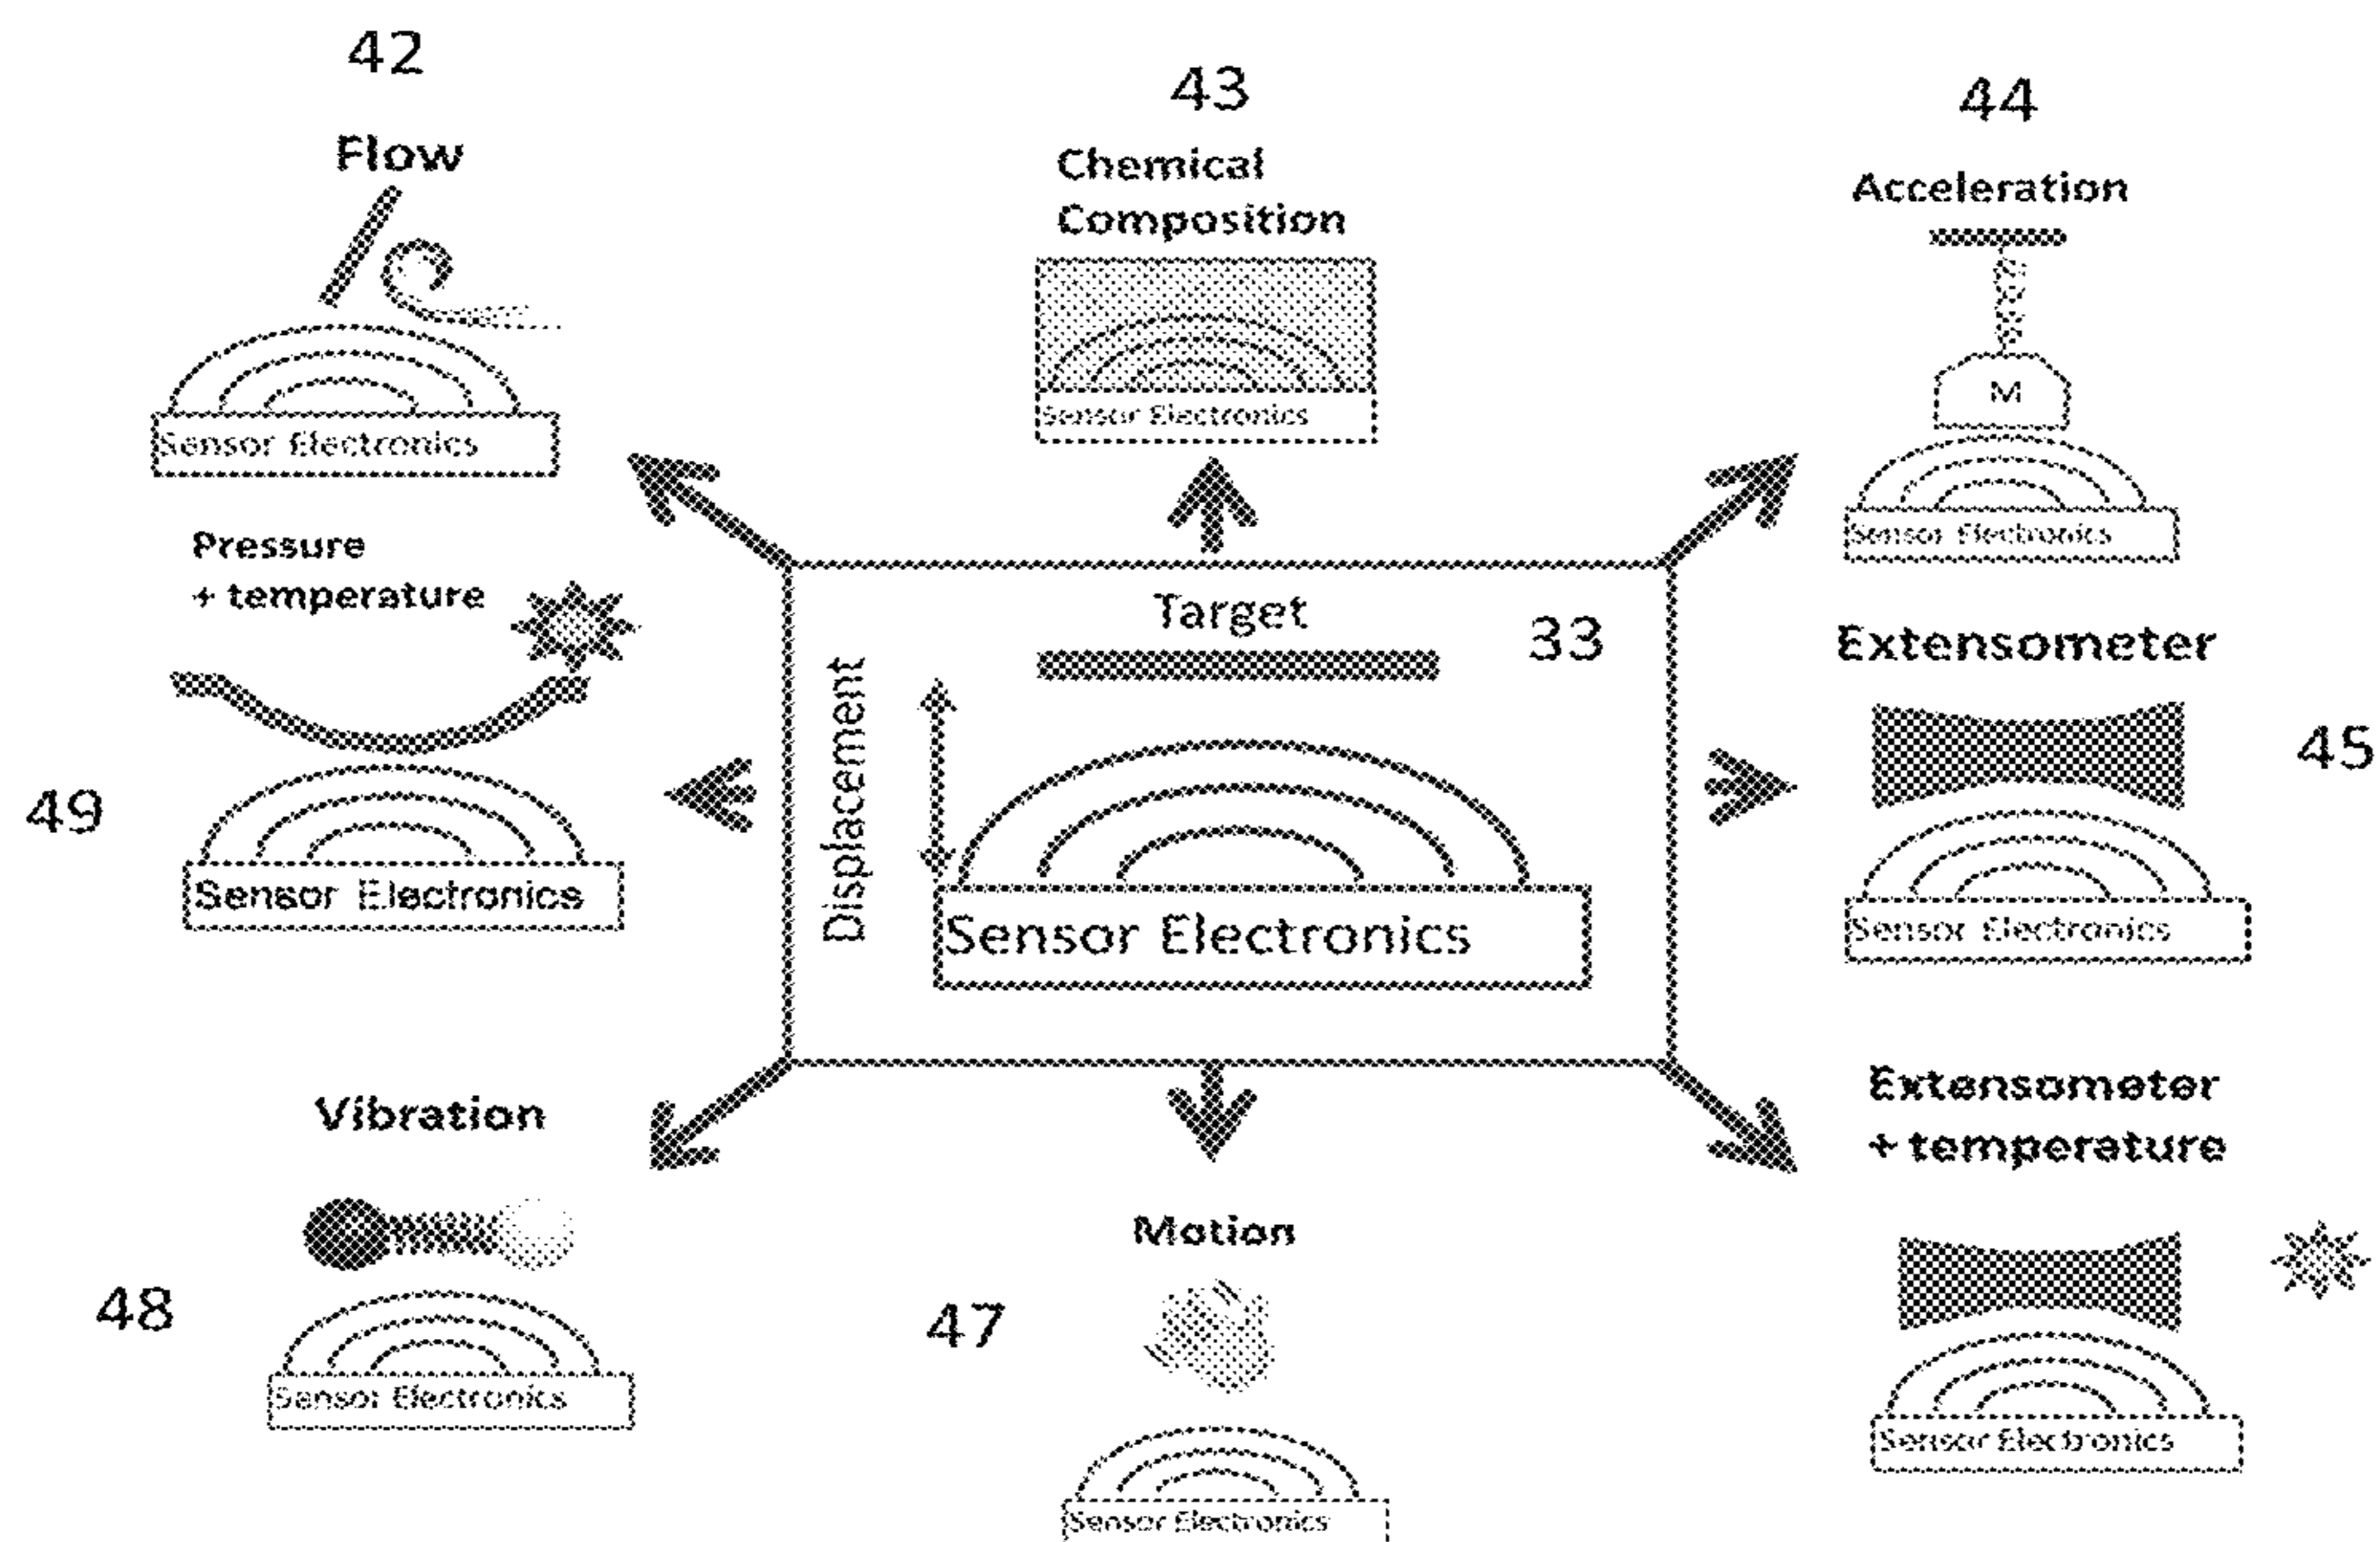 42
Flow
Sensor Electronics
43
Chemical
Composition
Sensor Electronics
44
Acceleration
M
Sensor Electronics
Pressure
+ temperature
49
Sensor Electronics
Target
33
Displacement
Sensor Electronics
Extensometer
45
Sensor Electronics
Vibration
48
Sensor Electronics
Motion
47
Sensor Electronics
Extensometer
+ temperature
Sensor Electronics